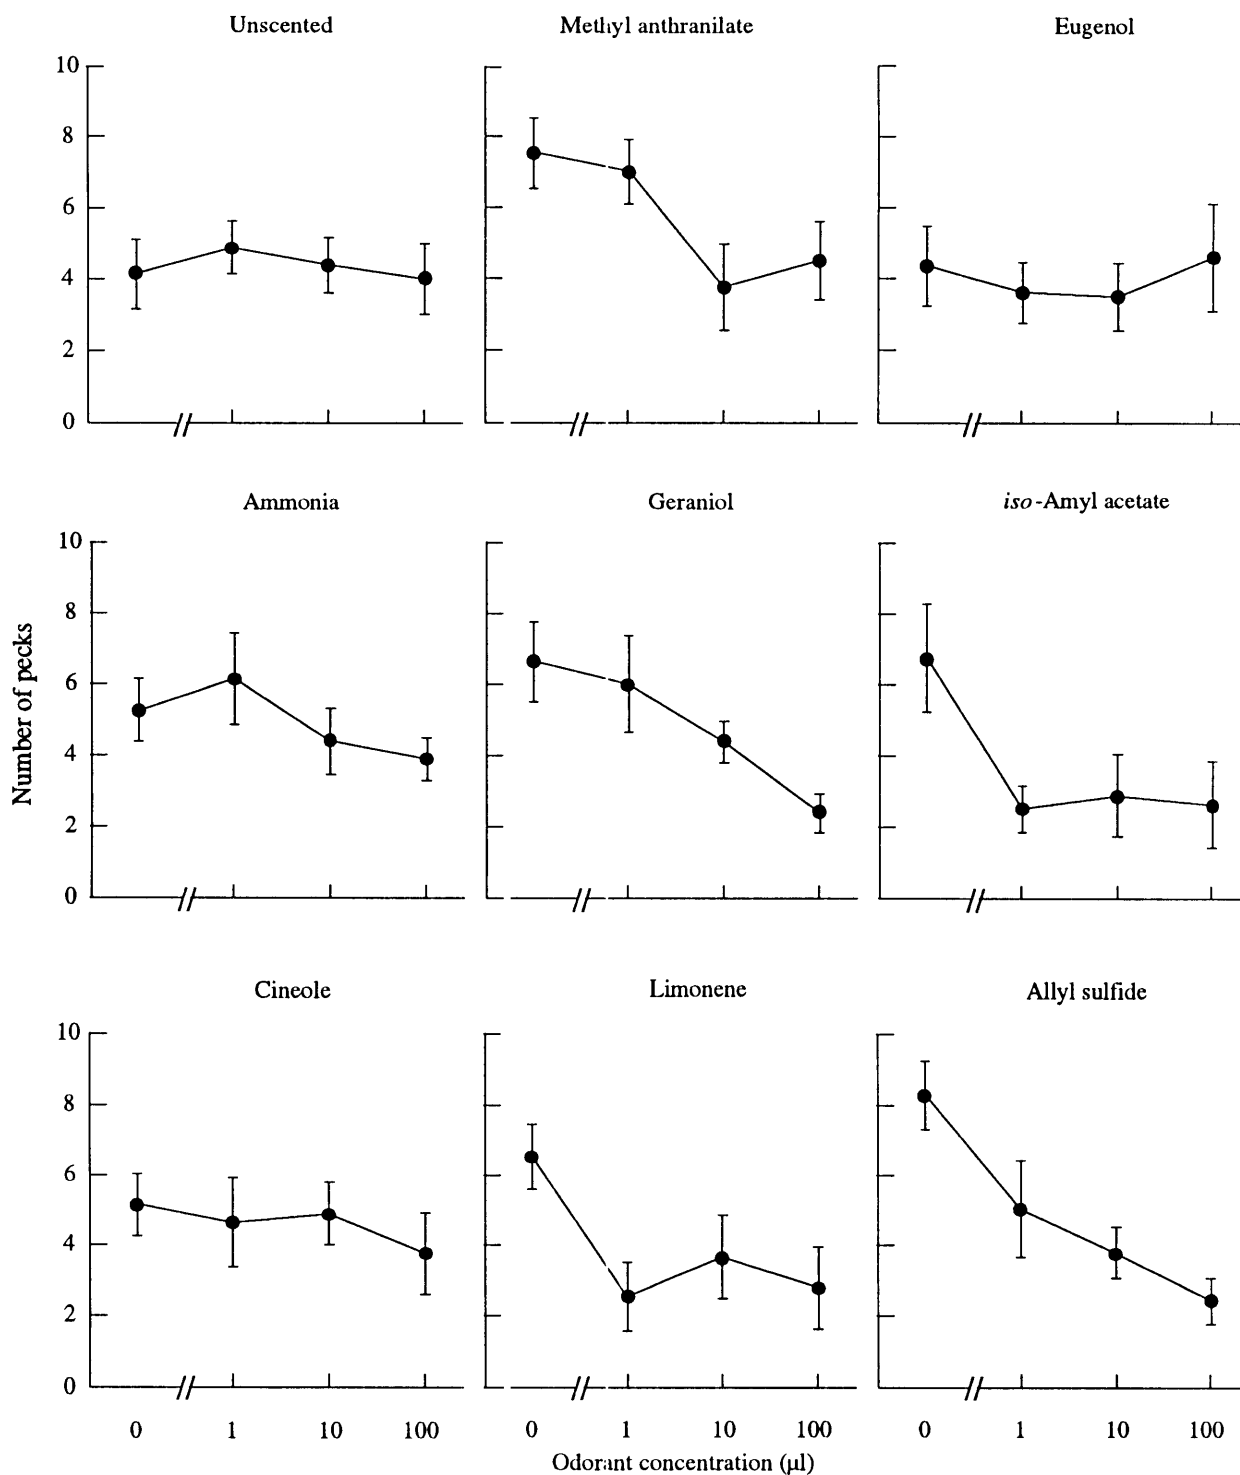 Unscented
Methyl anthranilate
Eugenol
10
8
6
4
2
0
Ammonia
Geraniol
iso-Amyl acetate
10
8
6
4
2
0
Number of pecks
Cineole
Limonene
Allyl sulfide
10
8
6
4
2
0
0 1 10 100
0 1 10 100
0 1 10 100
Odorant concentration (µl)